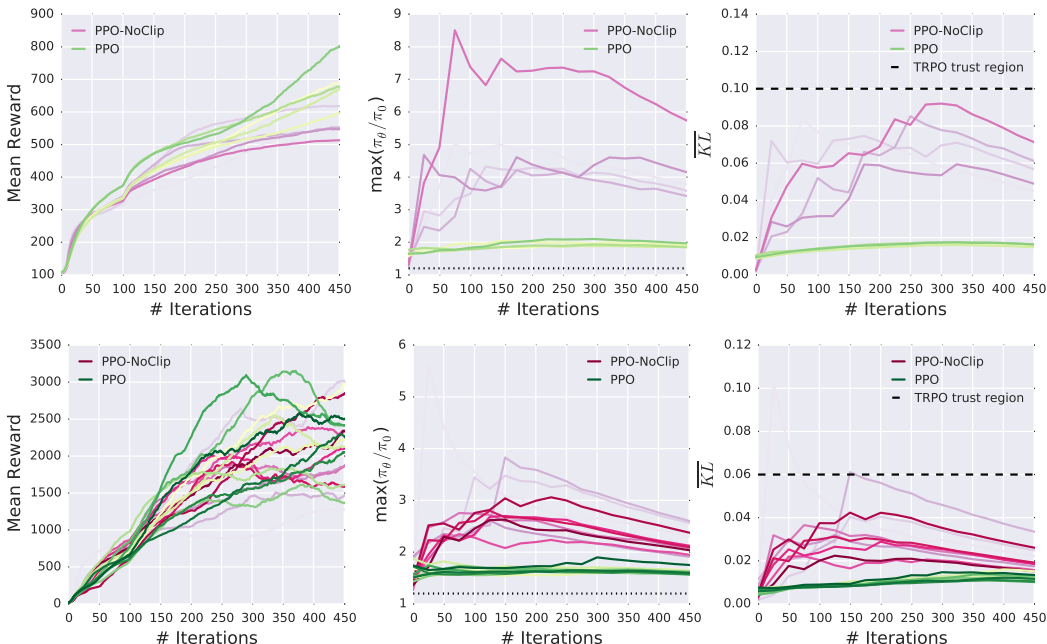 900
800
700
600
500
400
300
200
100
0 50 100 150 200 250 300 350 400 450
Mean Reward
# Iterations
PPO-NoClip
PPO
9
8
7
6
5
4
3
2
1
0 50 100 150 200 250 300 350 400 450
max(πθ/π0)
# Iterations
PPO-NoClip
PPO
0.14
0.12
0.10
0.08
0.06
0.04
0.02
0.00
0 50 100 150 200 250 300 350 400 450
KL
# Iterations
PPO-NoClip
PPO
TRPO trust region
3500
3000
2500
2000
1500
1000
500
0
0 50 100 150 200 250 300 350 400 450
Mean Reward
# Iterations
PPO-NoClip
PPO
6
5
4
3
2
1
0 50 100 150 200 250 300 350 400 450
max(πθ/π0)
# Iterations
PPO-NoClip
PPO
0.12
0.10
0.08
0.06
0.04
0.02
0.00
0 50 100 150 200 250 300 350 400 450
KL
# Iterations
PPO-NoClip
PPO
TRPO trust region